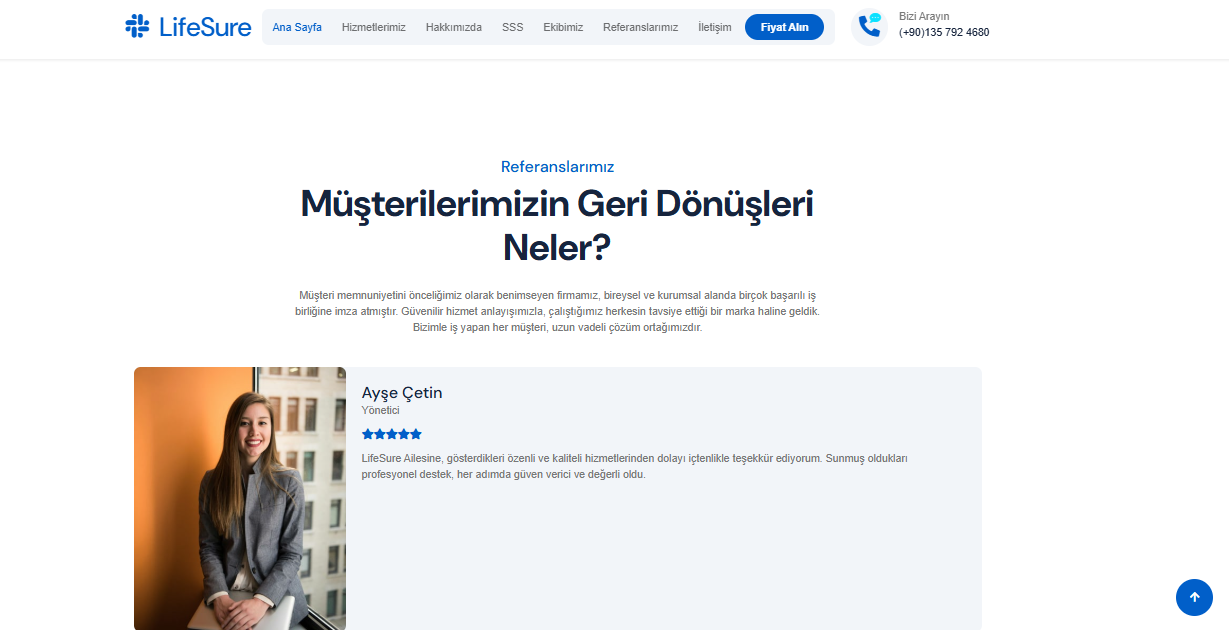 LifeSure
Ana Sayfa
Hizmetlerimiz
Hakkımızda
SSS
Ekibimiz
Referanslarımız
İletişim
Fiyat Alın
Bizi Arayın
(+90)135 792 4680
Referanslarımız
Müşterilerimizin Geri Dönüşleri
Neler?
Müşteri memnuniyetini önceliğimiz olarak benimseyen firmamız, bireysel ve kurumsal alanda birçok başarılı iş
birliğine imza atmıştır. Güvenilir hizmet anlayışımızla, çalıştığımız herkesin tavsiye ettiği bir marka haline geldik.
Bizimle iş yapan her müşteri, uzun vadeli çözüm ortağımızdır.
Ayşe Çetin
Yönetici
LifeSure Ailesine, gösterdikleri özenli ve kaliteli hizmetlerinden dolayı içtenlikle teşekkür ediyorum. Sunmuş oldukları
profesyonel destek, her adımda güven verici ve değerli oldu.